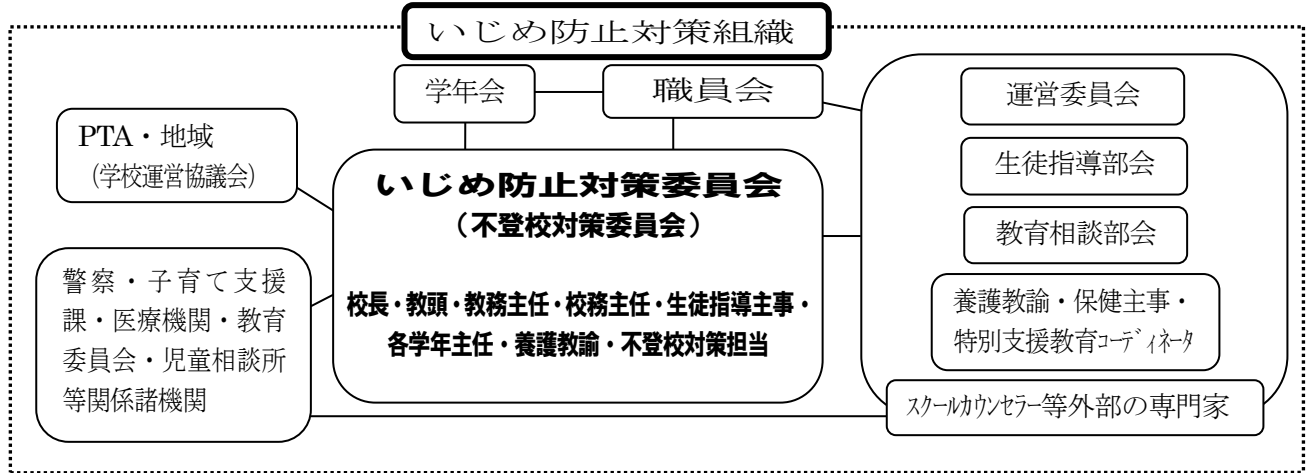 いじめ防止対策組織
学年会
職員会
PTA・地域
(学校運営協議会)
警察・子育て支援
課・医療機関・教育
委員会・児童相談所
等関係諸機関
いじめ防止対策委員会
(不登校対策委員会)
校長・教頭・教務主任・校務主任・生徒指導主事・
各学年主任・養護教諭・不登校対策担当
運営委員会
生徒指導部会
教育相談部会
養護教諭・保健主事・
特別支援教育ｺｰﾃﾞｨﾈｰﾀ
ｽｸｰﾙｶｳﾝｾﾗｰ等外部の専門家